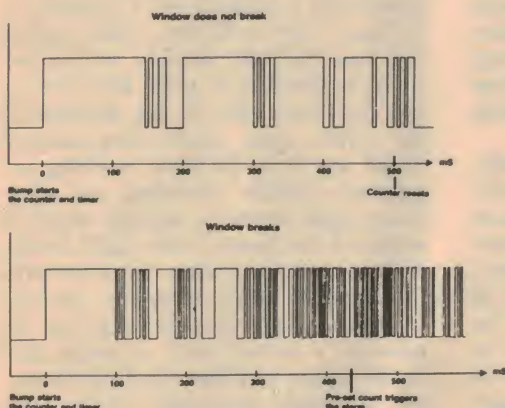 Window does not break
0 100 200 300 400 500 mS
Bump starts
the counter and timer
Counter resets
Window breaks
0 100 200 300 400 500 mS
Bump starts
the counter and timer
Pre-set count triggers
the alarm